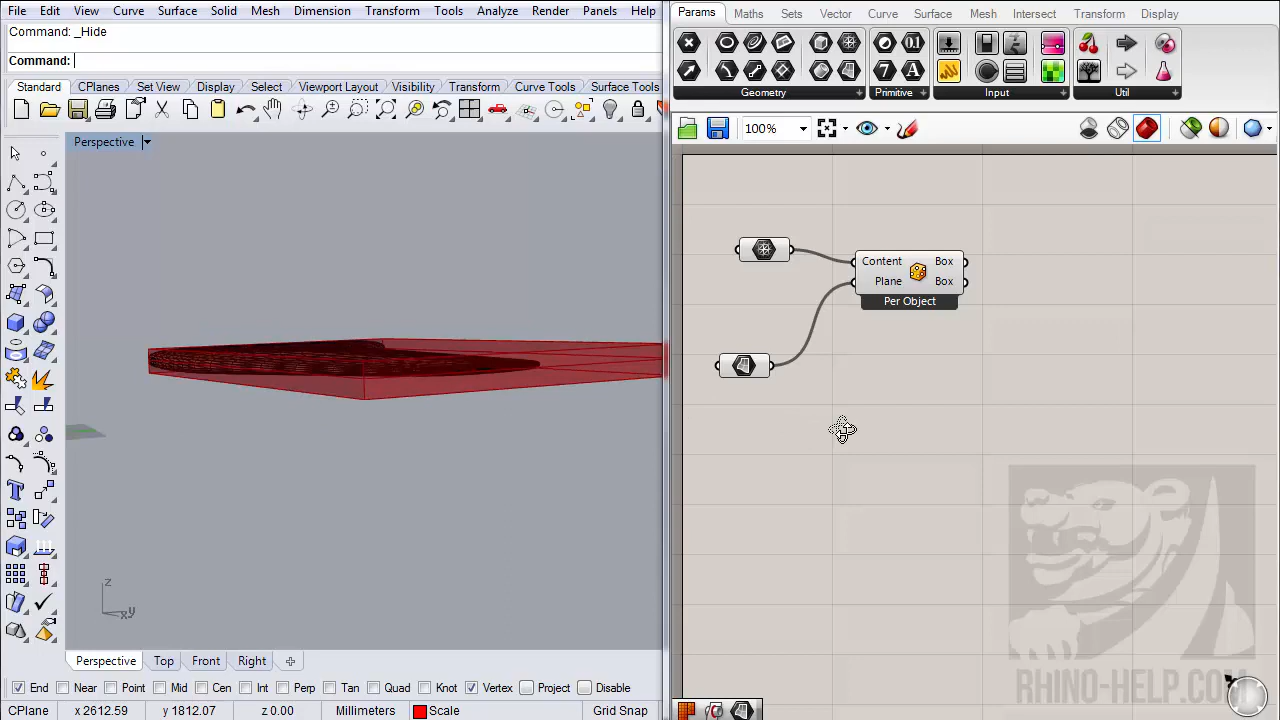 File Edit View Curve Surface Solid Mesh Dimension Transform Tools Analyze Render Panels Help
Command: _Hide
Command:
Standard CPlanes Set View Display Select Viewport Layout Visibility Transform Curve Tools Surface Tools
Perspective
z
x y
Perspective Top Front Right
End Near Point Mid Cen Int Perp Tan Quad Knot Vertex Project Disable
CPlane x 2612.59 y 1812.07 z 0.00 Millimeters Scale Grid Snap
Params Maths Sets Vector Curve Surface Mesh Intersect Transform Display
Geometry Primitive Input Util
100%
Content Box
Plane Box
Per Object
RHINO-HELP.COM